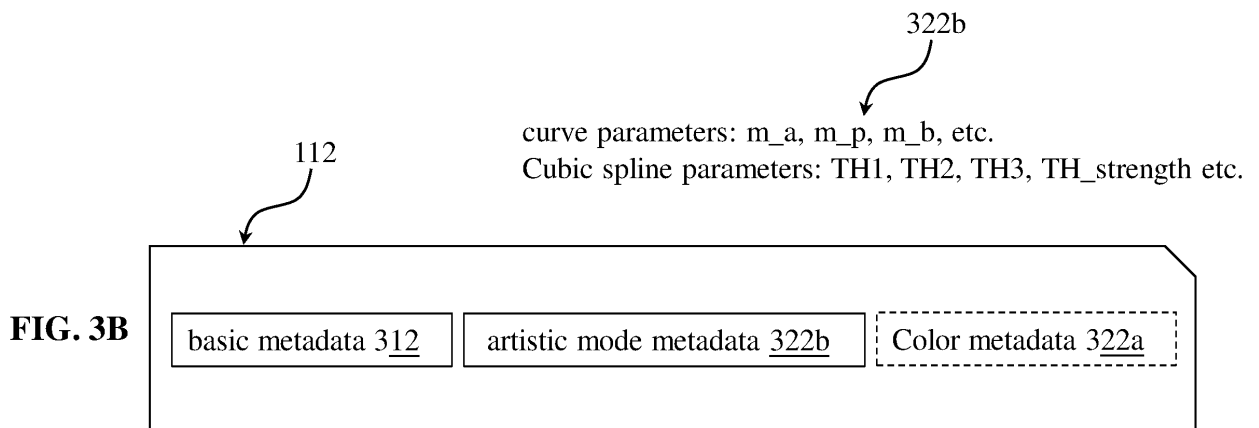 322b
curve parameters: m_a, m_p, m_b, etc.
Cubic spline parameters: TH1, TH2, TH3, TH_strength etc.
112
FIG. 3B
basic metadata 312
artistic mode metadata 322b
Color metadata 322a